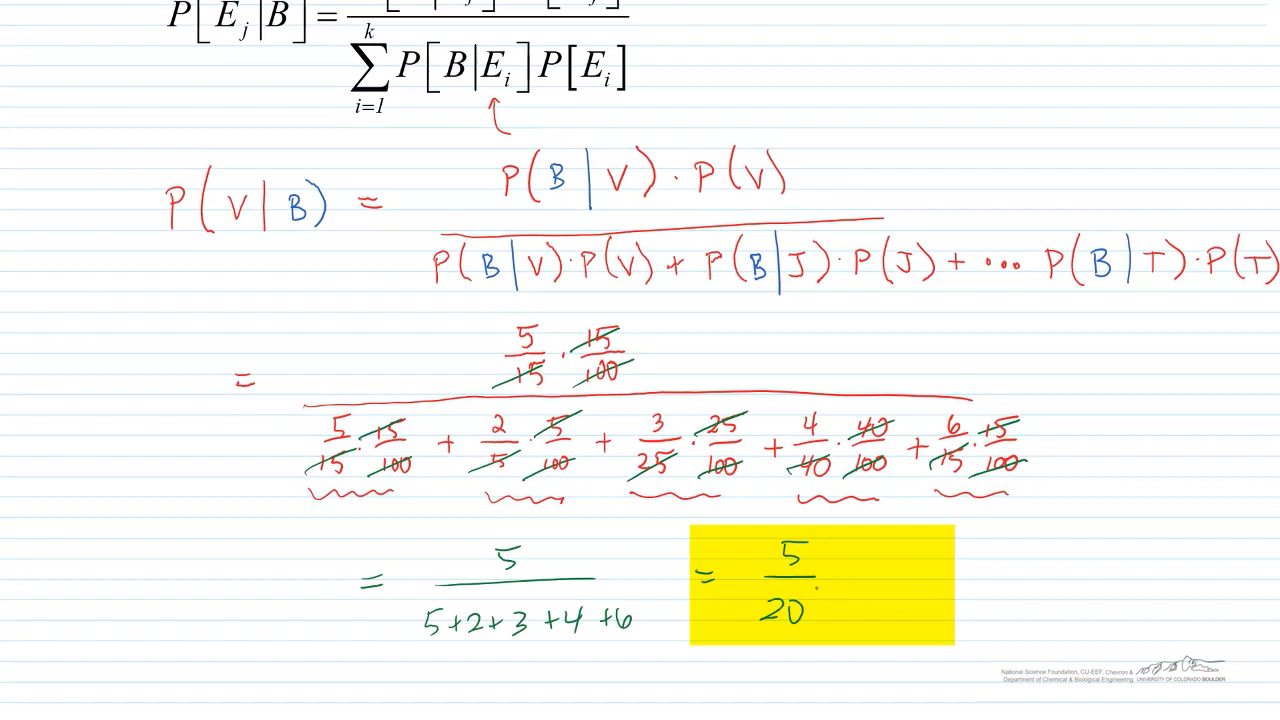 P[E_j|B] =
∑_{i=1}^{k} P[B|E_i]P[E_i]
P(V|B) = P(B|V)·P(V)
P(B|V)·P(V) + P(B|J)·P(J) + ... P(B|T)·P(T)
= 5/15 · 15/100
5/15 · 15/100 + 2/5 · 5/100 + 3/25 · 25/100 + 4/40 · 40/100 + 6/15 · 15/100
= 5/(5+2+3+4+6) = 5/20
National Science Foundation, CU-EEF, Chevron &
Department of Chemical & Biological Engineering, UNIVERSITY OF COLORADO BOULDER